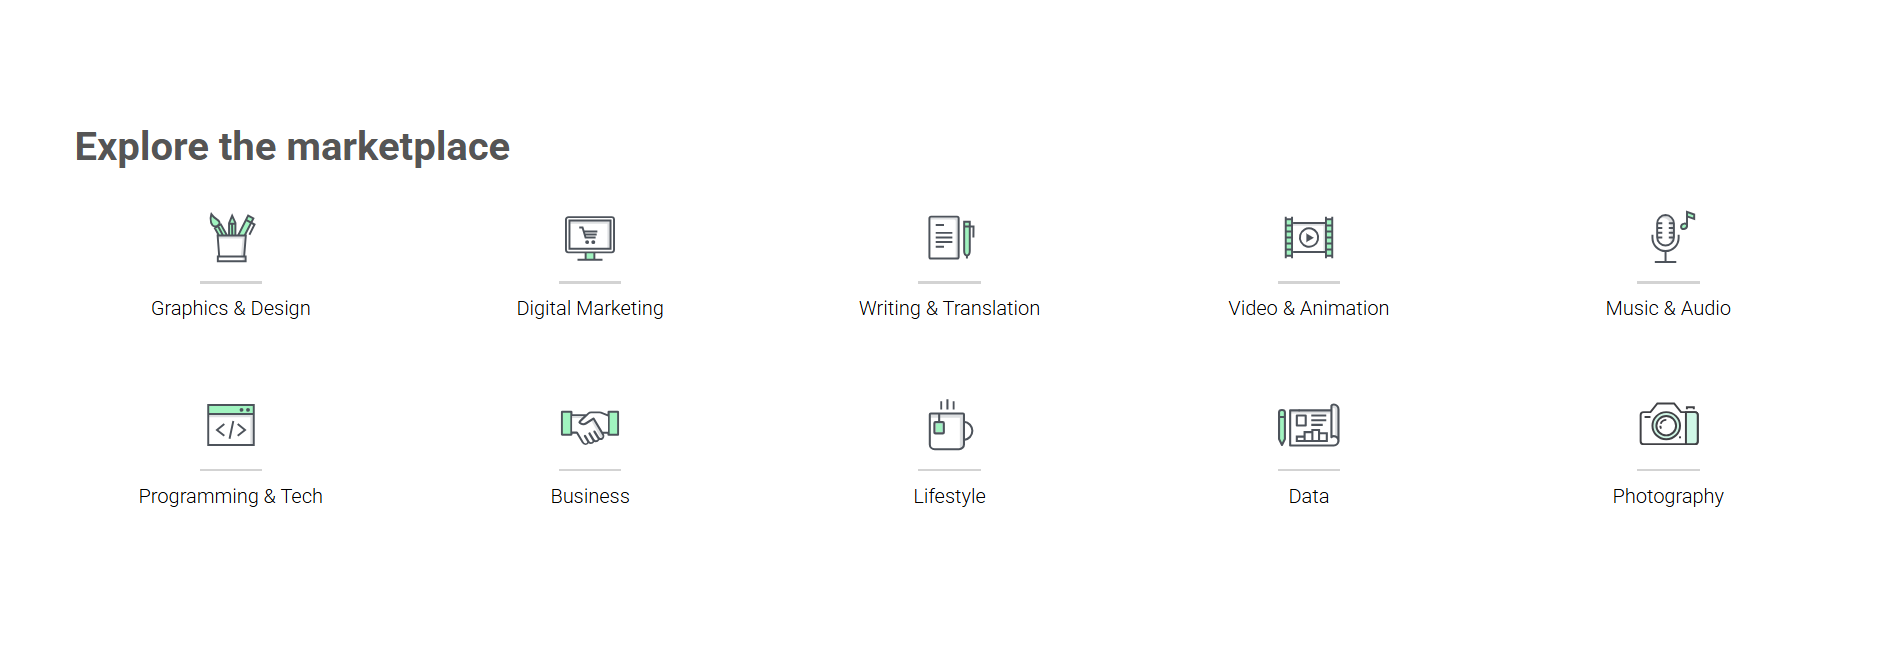 Explore the marketplace
Graphics & Design
Digital Marketing
Writing & Translation
Video & Animation
Music & Audio
Programming & Tech
Business
Lifestyle
Data
Photography